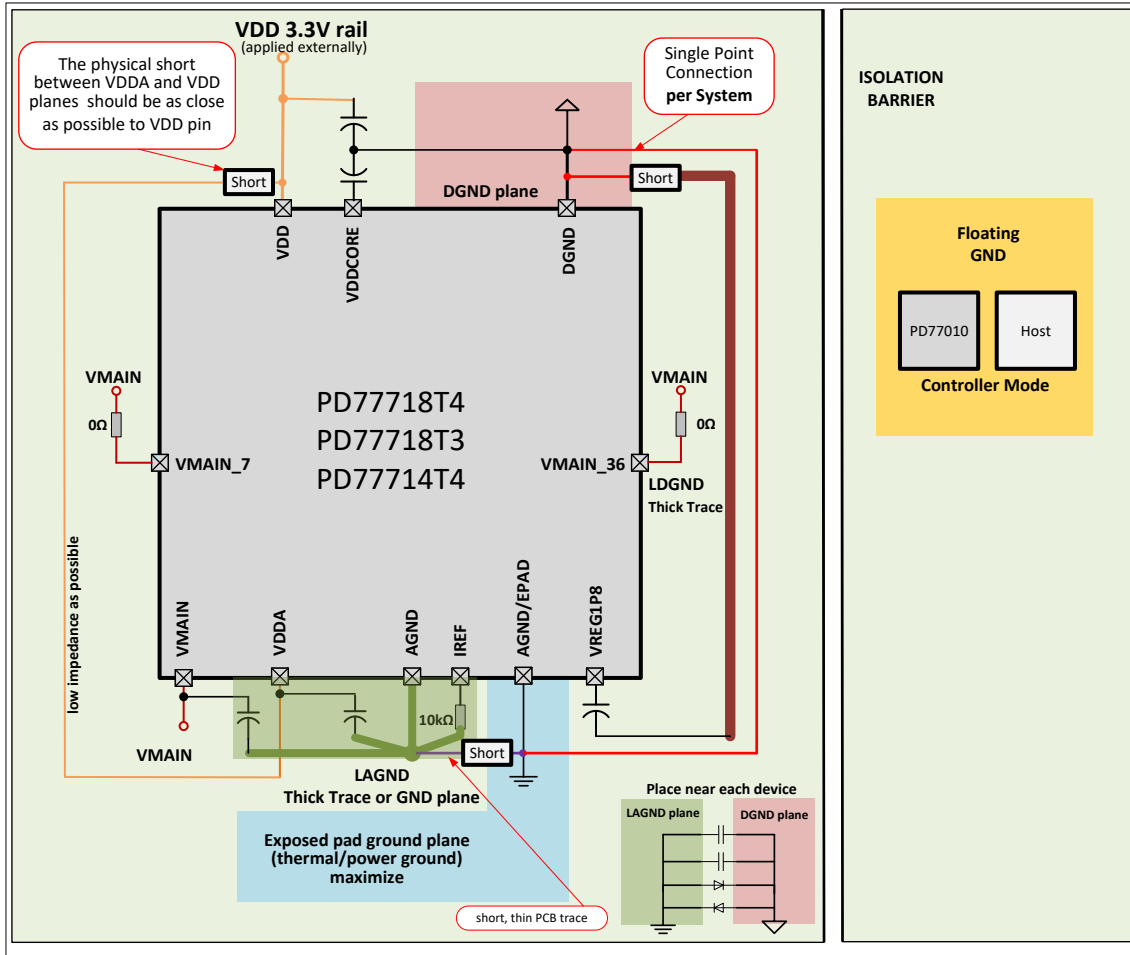 VDD 3.3V rail
(applied externally)
The physical short
between VDDA and VDD
planes should be as close
as possible to VDD pin
Single Point
Connection
per System
ISOLATION
BARRIER
Short
Short
DGND plane
VDD
VDDCORE
DGND
Floating
GND
PD77010
Host
Controller Mode
VMAIN
0Ω
VMAIN_7
PD77718T4
PD77718T3
PD77714T4
VMAIN
0Ω
VMAIN_36
LDGND
Thick Trace
low impedance as possible
VMAIN
VDDA
AGND
IREF
AGND/EPAD
VREG1P8
10kΩ
Short
VMAIN
LAGND
Thick Trace or GND plane
Exposed pad ground plane
(thermal/power ground)
maximize
short, thin PCB trace
Place near each device
LAGND plane
DGND plane